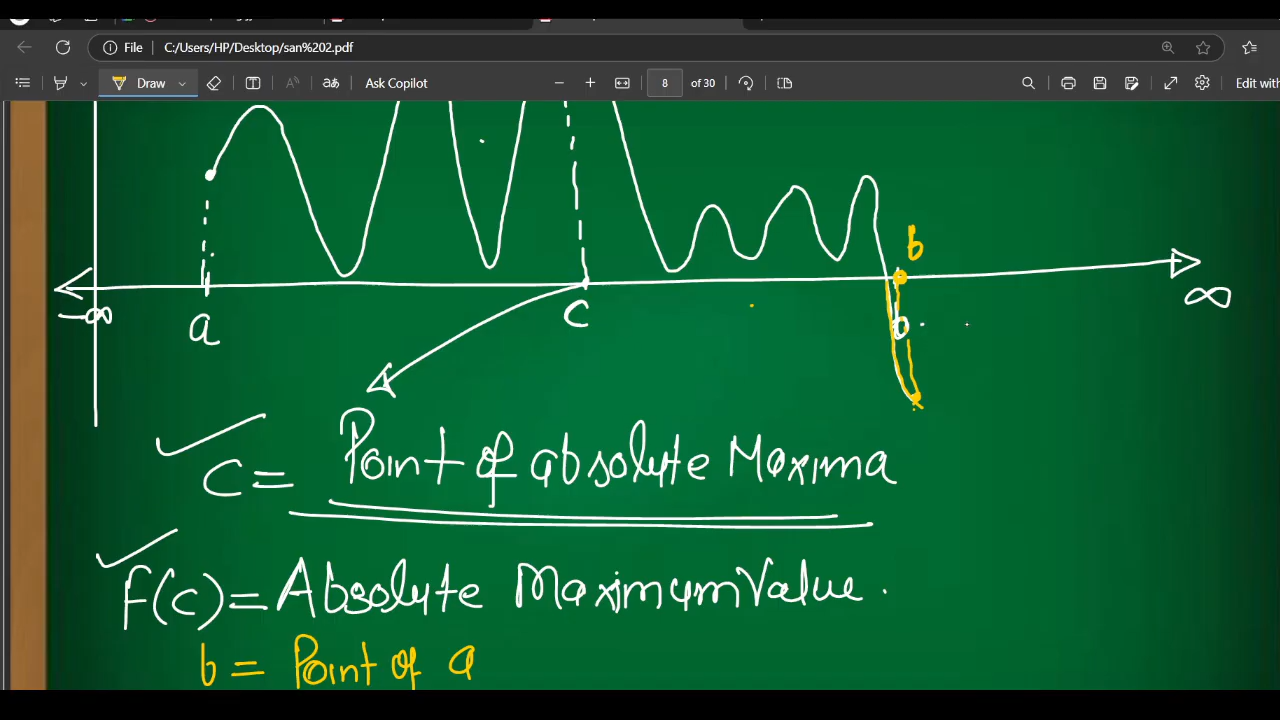 File | C:/Users/HP/Desktop/san%202.pdf
Draw Ask Copilot 8 of 30 Edit with
b
-∞ a c b ∞
C = Point of absolute Maxima
f(c) = Absolute Maximum Value.
b = Point of a